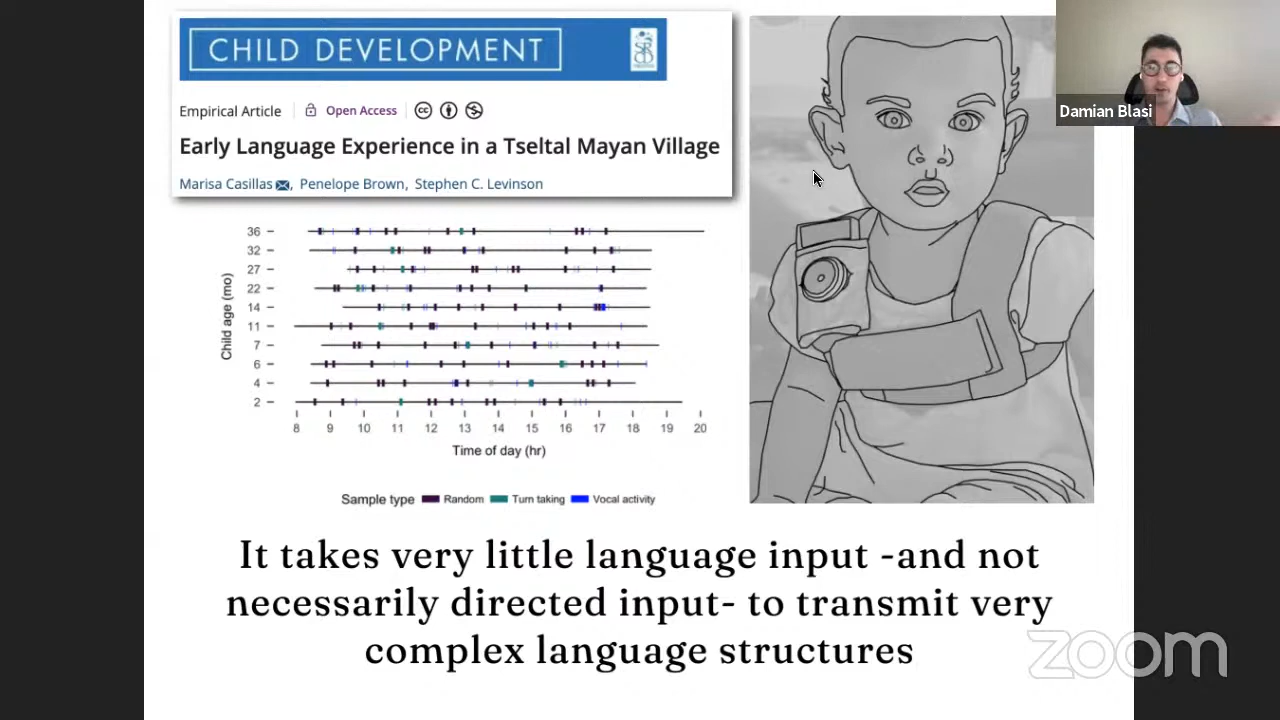 CHILD DEVELOPMENT
Empirical Article Open Access
Early Language Experience in a Tseltal Mayan Village
Marisa Casillas, Penelope Brown, Stephen C. Levinson
Damian Blasi
Child age (mo)
36
32
27
22
14
11
7
6
4
2
8 9 10 11 12 13 14 15 16 17 18 19 20
Time of day (hr)
Sample type Random Turn taking Vocal activity
It takes very little language input -and not
necessarily directed input- to transmit very
complex language structures
zoom